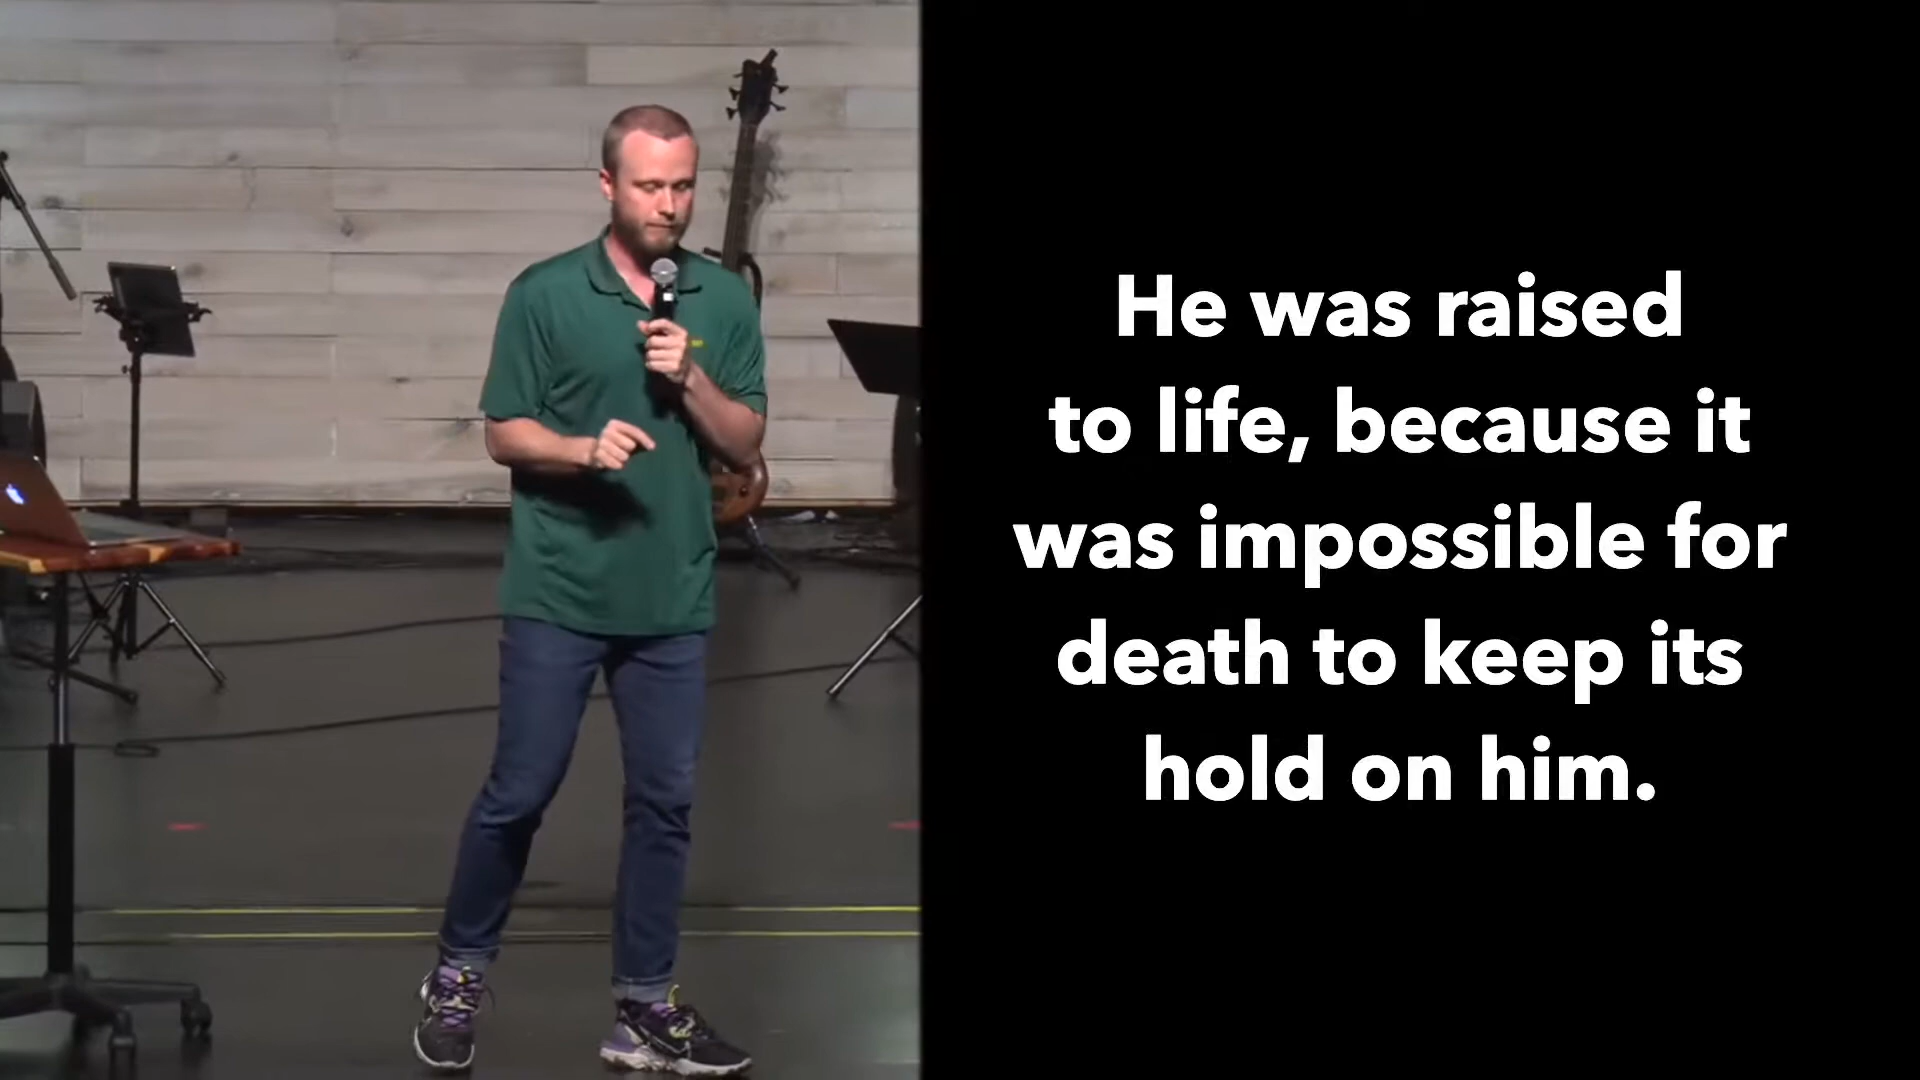 He was raised
to life, because it
was impossible for
death to keep its
hold on him.